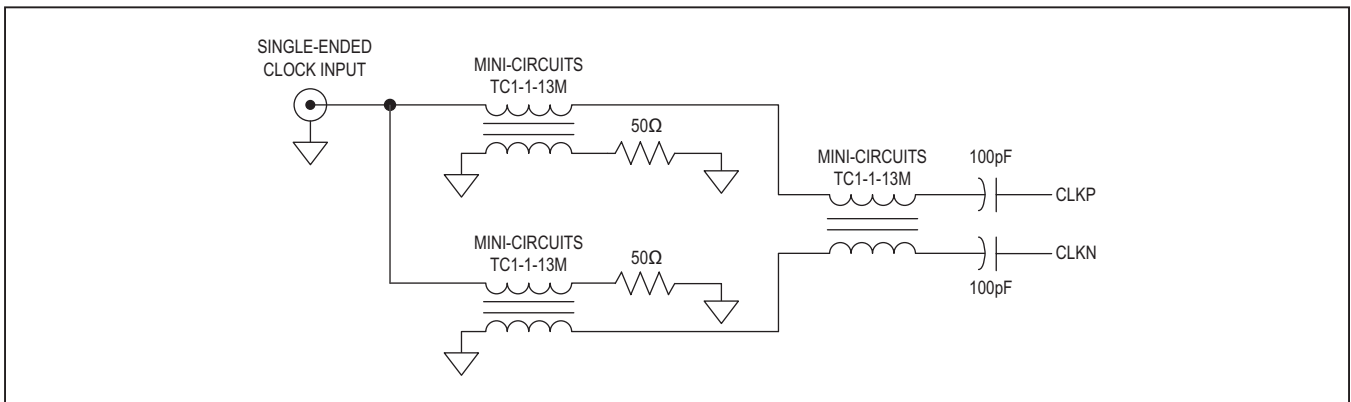 SINGLE-ENDED
CLOCK INPUT
MINI-CIRCUITS
TC1-1-13M
50Ω
MINI-CIRCUITS
TC1-1-13M
100pF
CLKP
MINI-CIRCUITS
TC1-1-13M
50Ω
CLKN
100pF